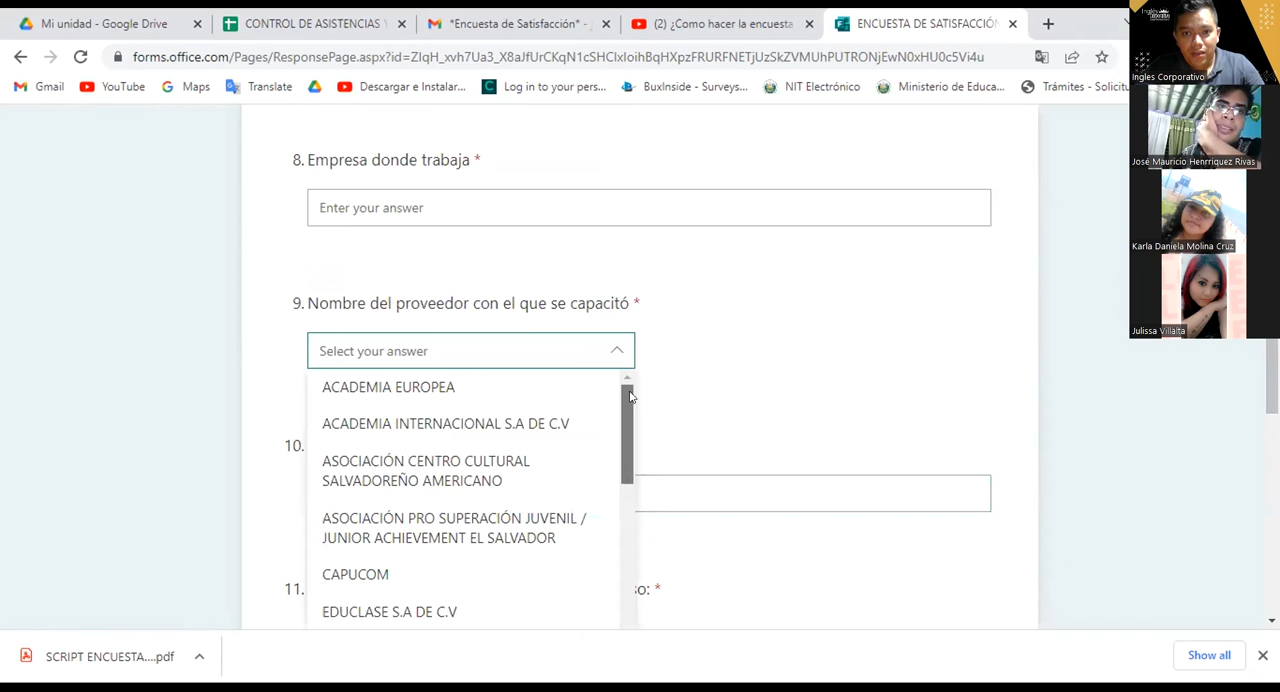 Mi unidad - Google Drive
CONTROL DE ASISTENCIAS
*Encuesta de Satisfacción* -
(2) ¿Como hacer la encuesta
ENCUESTA DE SATISFACCIÓN
forms.office.com/Pages/ResponsePage.aspx?id=ZIqH_xvh7Ua3_X8aJfUrCKqN1cSHClxIoihBqHXpzFRURFNETjUzSkZVMUhPUTRONjEwN0xHU0c5Vi4u
Gmail
YouTube
Maps
Translate
Descargar e Instalar...
Log in to your pers...
BuxInside - Surveys...
NIT Electrónico
Ministerio de Educa...
Trámites - Solicitu
Ingles Corporativo
José Mauricio Henrriquez Rivas
Karla Daniela Molina Cruz
Julissa Villalta
8. Empresa donde trabaja *
Enter your answer
9. Nombre del proveedor con el que se capacitó *
Select your answer
ACADEMIA EUROPEA
ACADEMIA INTERNACIONAL S.A DE C.V
10.
ASOCIACIÓN CENTRO CULTURAL
SALVADOREÑO AMERICANO
ASOCIACIÓN PRO SUPERACIÓN JUVENIL /
JUNIOR ACHIEVEMENT EL SALVADOR
CAPUCOM
11. so: *
EDUCLASE S.A DE C.V
SCRIPT ENCUESTA....pdf
Show all